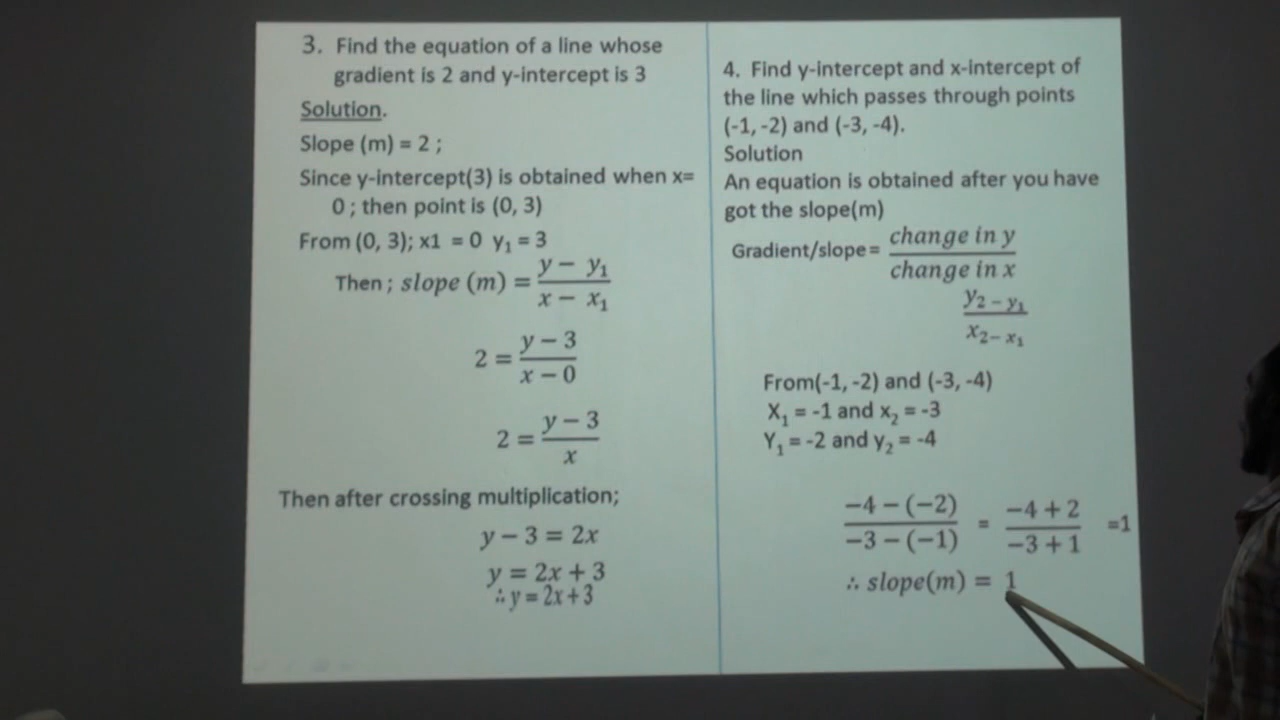 3. Find the equation of a line whose
gradient is 2 and y-intercept is 3
Solution.
Slope (m) = 2 ;
Since y-intercept(3) is obtained when x=
0 ; then point is (0, 3)
From (0, 3); x1 = 0 y₁ = 3
Then ; slope (m) = y − y₁ / x − x₁
2 = y − 3 / x − 0
2 = y − 3 / x
Then after crossing multiplication;
y − 3 = 2x
y = 2x + 3
∴ y = 2x + 3
4. Find y-intercept and x-intercept of
the line which passes through points
(-1, -2) and (-3, -4).
Solution
An equation is obtained after you have
got the slope(m)
Gradient/slope = change in y / change in x
y₂ − y₁ / x₂ − x₁
From(-1, -2) and (-3, -4)
X₁ = -1 and x₂ = -3
Y₁ = -2 and y₂ = -4
−4 − (−2) / −3 − (−1) = −4 + 2 / −3 + 1 =1
∴ slope(m) = 1